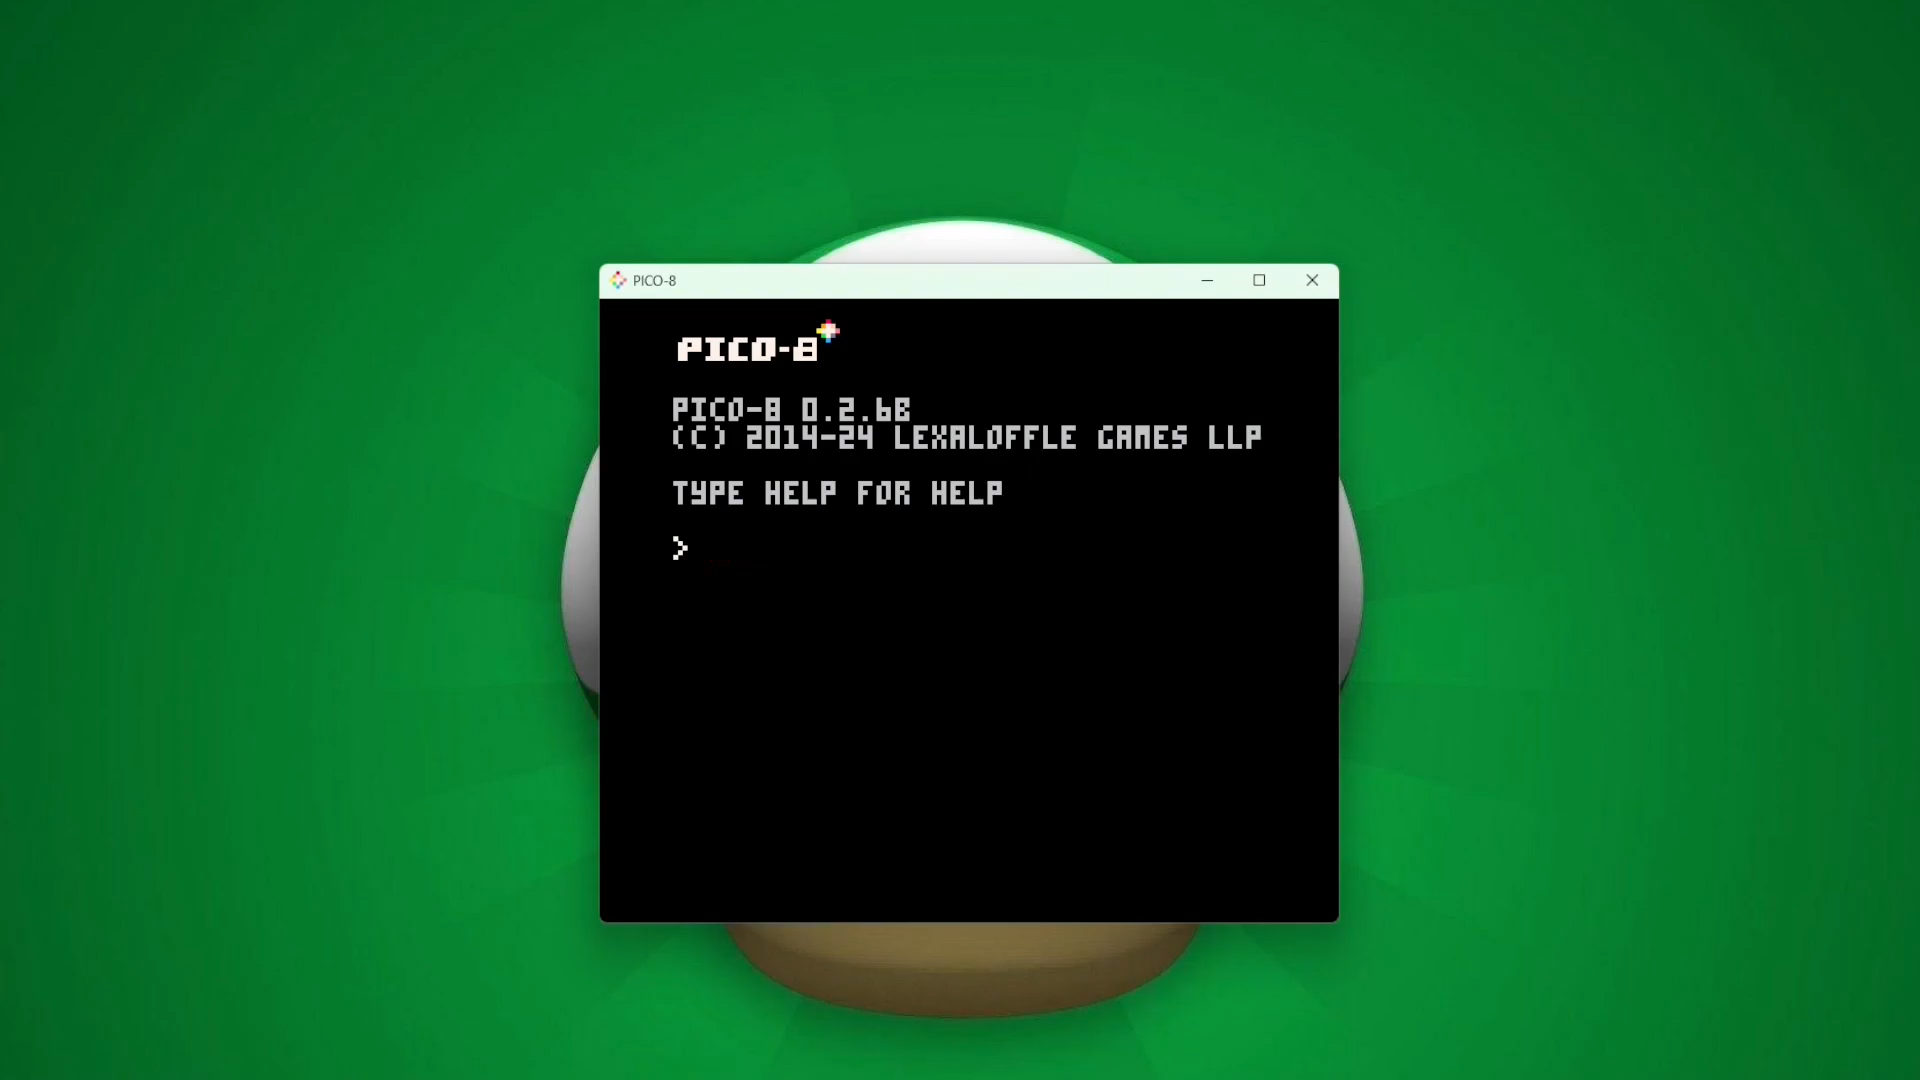 PICO-8
PICO-8
PICO-8 0.2.6B
(C) 2014-24 LEXALOFFLE GAMES LLP
TYPE HELP FOR HELP
>